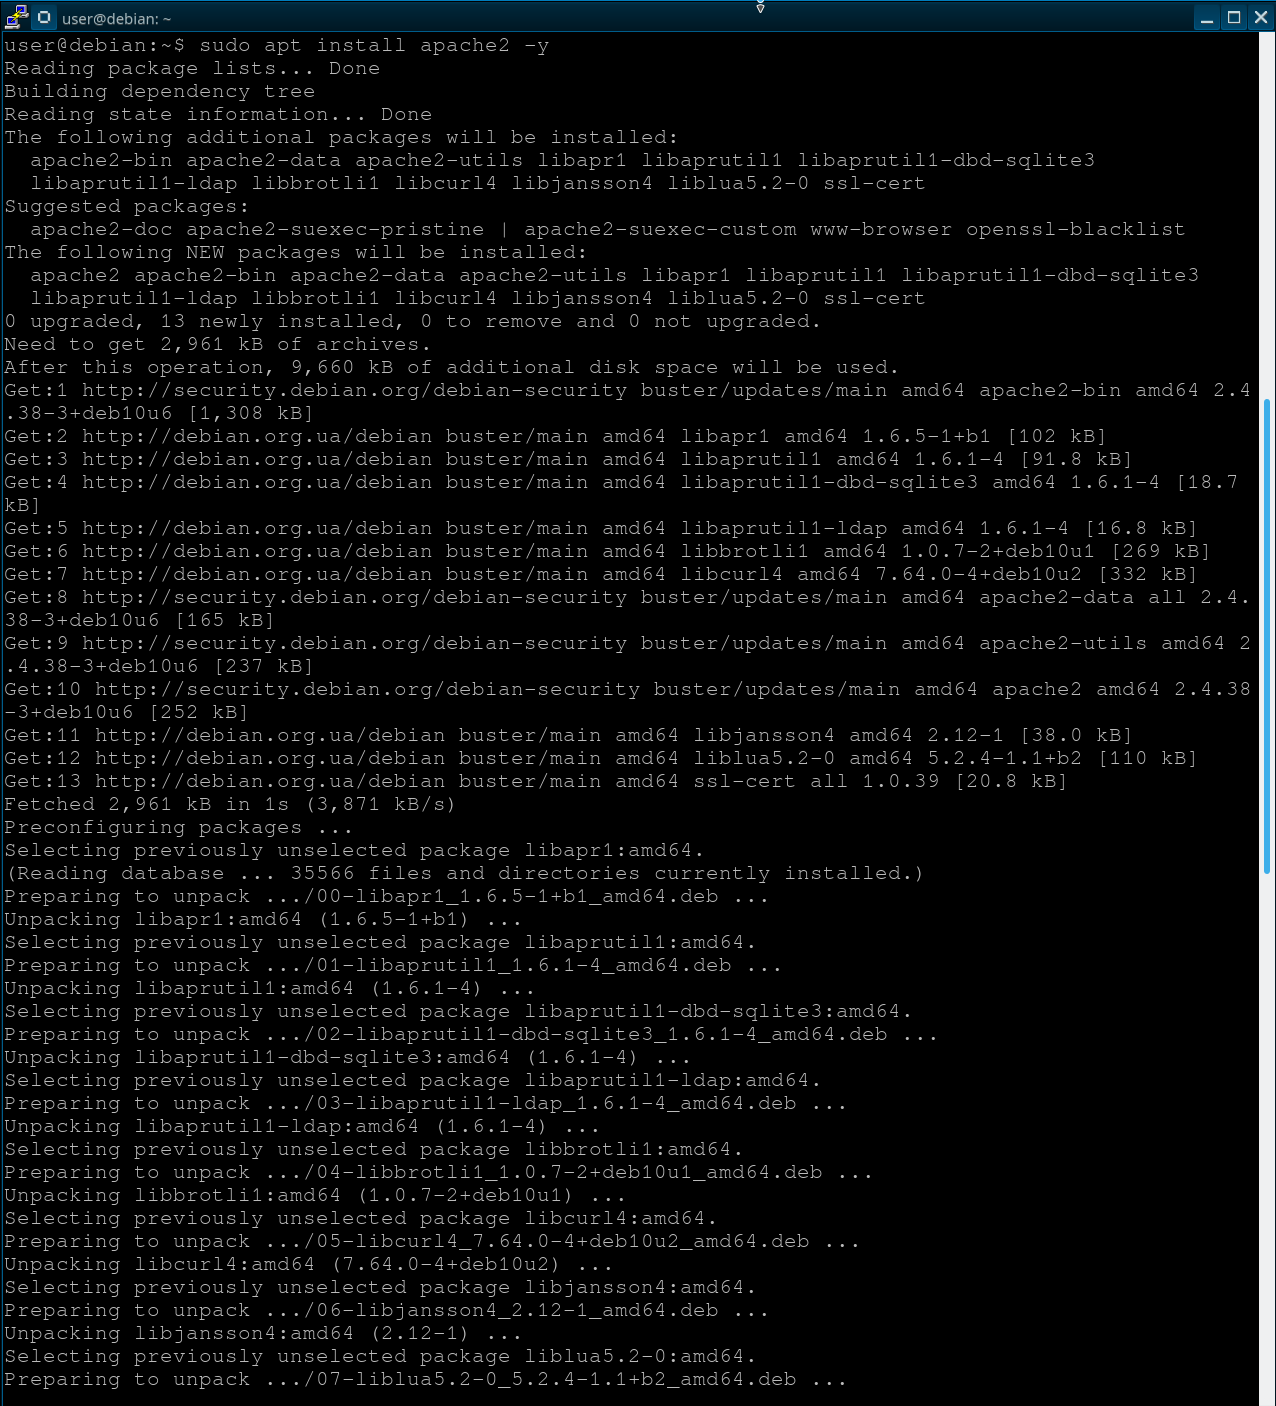 user@debian: ~
user@debian:~$ sudo apt install apache2 -y
Reading package lists... Done
Building dependency tree
Reading state information... Done
The following additional packages will be installed:
  apache2-bin apache2-data apache2-utils libapr1 libaprutil1 libaprutil1-dbd-sqlite3
  libaprutil1-ldap libbrotli1 libcurl4 libjansson4 liblua5.2-0 ssl-cert
Suggested packages:
  apache2-doc apache2-suexec-pristine | apache2-suexec-custom www-browser openssl-blacklist
The following NEW packages will be installed:
  apache2 apache2-bin apache2-data apache2-utils libapr1 libaprutil1 libaprutil1-dbd-sqlite3
  libaprutil1-ldap libbrotli1 libcurl4 libjansson4 liblua5.2-0 ssl-cert
0 upgraded, 13 newly installed, 0 to remove and 0 not upgraded.
Need to get 2,961 kB of archives.
After this operation, 9,660 kB of additional disk space will be used.
Get:1 http://security.debian.org/debian-security buster/updates/main amd64 apache2-bin amd64 2.4
.38-3+deb10u6 [1,308 kB]
Get:2 http://debian.org.ua/debian buster/main amd64 libapr1 amd64 1.6.5-1+b1 [102 kB]
Get:3 http://debian.org.ua/debian buster/main amd64 libaprutil1 amd64 1.6.1-4 [91.8 kB]
Get:4 http://debian.org.ua/debian buster/main amd64 libaprutil1-dbd-sqlite3 amd64 1.6.1-4 [18.7
kB]
Get:5 http://debian.org.ua/debian buster/main amd64 libaprutil1-ldap amd64 1.6.1-4 [16.8 kB]
Get:6 http://debian.org.ua/debian buster/main amd64 libbrotli1 amd64 1.0.7-2+deb10u1 [269 kB]
Get:7 http://debian.org.ua/debian buster/main amd64 libcurl4 amd64 7.64.0-4+deb10u2 [332 kB]
Get:8 http://security.debian.org/debian-security buster/updates/main amd64 apache2-data all 2.4.
38-3+deb10u6 [165 kB]
Get:9 http://security.debian.org/debian-security buster/updates/main amd64 apache2-utils amd64 2
.4.38-3+deb10u6 [237 kB]
Get:10 http://security.debian.org/debian-security buster/updates/main amd64 apache2 amd64 2.4.38
-3+deb10u6 [252 kB]
Get:11 http://debian.org.ua/debian buster/main amd64 libjansson4 amd64 2.12-1 [38.0 kB]
Get:12 http://debian.org.ua/debian buster/main amd64 liblua5.2-0 amd64 5.2.4-1.1+b2 [110 kB]
Get:13 http://debian.org.ua/debian buster/main amd64 ssl-cert all 1.0.39 [20.8 kB]
Fetched 2,961 kB in 1s (3,871 kB/s)
Preconfiguring packages ...
Selecting previously unselected package libapr1:amd64.
(Reading database ... 35566 files and directories currently installed.)
Preparing to unpack .../00-libapr1_1.6.5-1+b1_amd64.deb ...
Unpacking libapr1:amd64 (1.6.5-1+b1) ...
Selecting previously unselected package libaprutil1:amd64.
Preparing to unpack .../01-libaprutil1_1.6.1-4_amd64.deb ...
Unpacking libaprutil1:amd64 (1.6.1-4) ...
Selecting previously unselected package libaprutil1-dbd-sqlite3:amd64.
Preparing to unpack .../02-libaprutil1-dbd-sqlite3_1.6.1-4_amd64.deb ...
Unpacking libaprutil1-dbd-sqlite3:amd64 (1.6.1-4) ...
Selecting previously unselected package libaprutil1-ldap:amd64.
Preparing to unpack .../03-libaprutil1-ldap_1.6.1-4_amd64.deb ...
Unpacking libaprutil1-ldap:amd64 (1.6.1-4) ...
Selecting previously unselected package libbrotli1:amd64.
Preparing to unpack .../04-libbrotli1_1.0.7-2+deb10u1_amd64.deb ...
Unpacking libbrotli1:amd64 (1.0.7-2+deb10u1) ...
Selecting previously unselected package libcurl4:amd64.
Preparing to unpack .../05-libcurl4_7.64.0-4+deb10u2_amd64.deb ...
Unpacking libcurl4:amd64 (7.64.0-4+deb10u2) ...
Selecting previously unselected package libjansson4:amd64.
Preparing to unpack .../06-libjansson4_2.12-1_amd64.deb ...
Unpacking libjansson4:amd64 (2.12-1) ...
Selecting previously unselected package liblua5.2-0:amd64.
Preparing to unpack .../07-liblua5.2-0_5.2.4-1.1+b2_amd64.deb ...